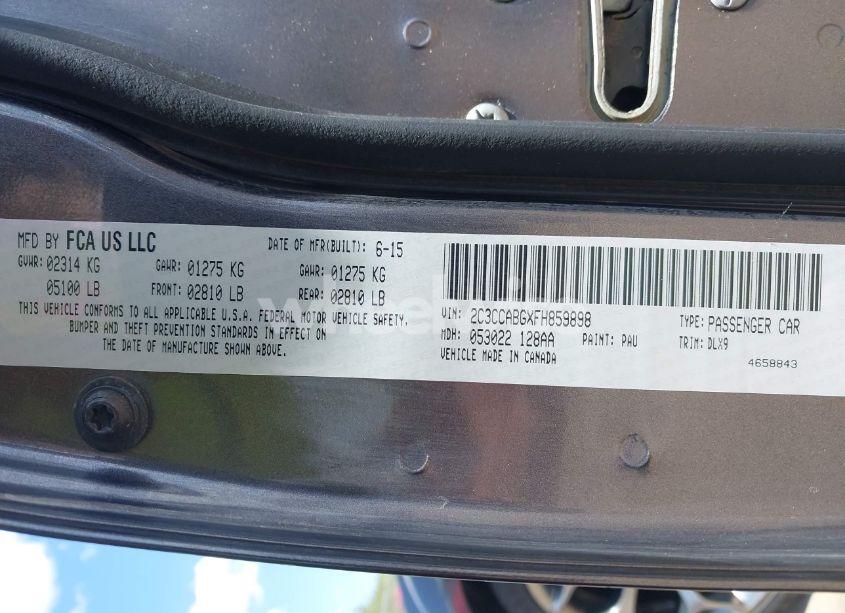 MFD BY FCA US LLC DATE OF MFR(BUILT): 6-15
GVWR: 02314 KG GAWR: 01275 KG GAWR: 01275 KG
05100 LB FRONT: 02810 LB REAR: 02810 LB
THIS VEHICLE CONFORMS TO ALL APPLICABLE U.S.A. FEDERAL MOTOR VEHICLE SAFETY,
BUMPER AND THEFT PREVENTION STANDARDS IN EFFECT ON
THE DATE OF MANUFACTURE SHOWN ABOVE.
VIN: 2C3CCABGXFH859898 TYPE: PASSENGER CAR
MDH: 053022 128AA PAINT: PAU TRIM: DLX9
VEHICLE MADE IN CANADA 4658843